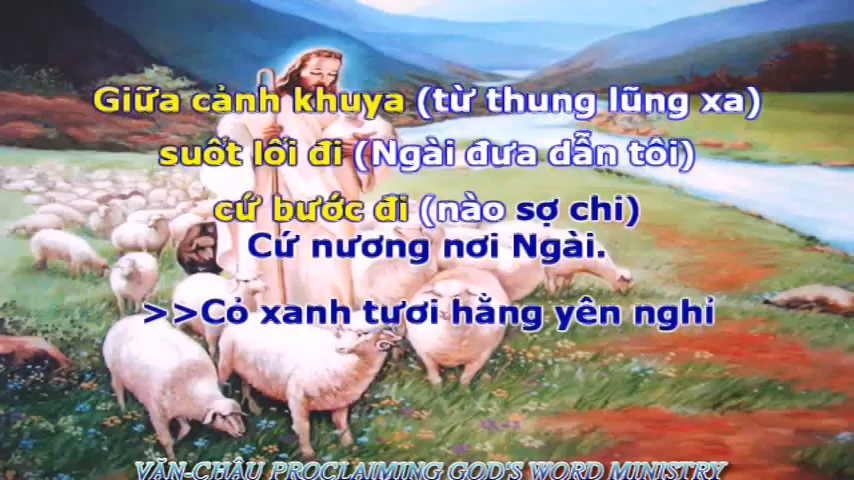 Giữa cảnh khuya (từ thung lũng xa)
suốt lối đi (Ngài đưa dẫn tôi)
cứ bước đi (nào sợ chi)
Cứ nương nơi Ngài.
>>Cỏ xanh tươi hằng yên nghỉ
VĂN-CHÂU PROCLAIMING GOD'S WORD MINISTRY